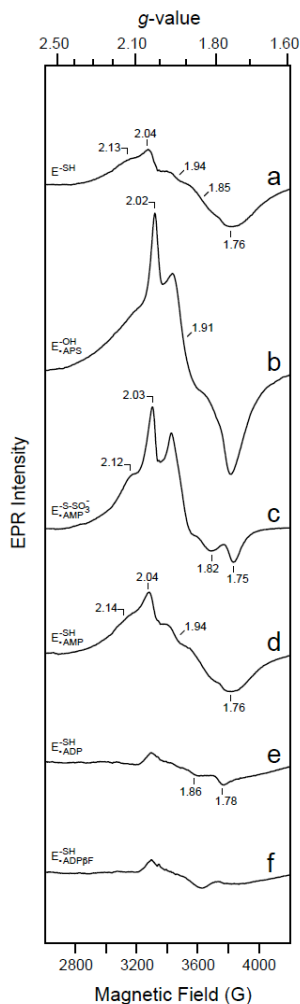 g-value
2.50 2.10 1.80 1.60
2.04
2.13
1.94
a
E-SH
1.85
1.76
2.02
1.91
E-OH
•APS
b
2.03
2.12
E-S-SO3-
•AMP
c
1.82 1.75
2.04
2.14
1.94
E-SH
•AMP
d
1.76
E-SH
•ADP
e
1.86 1.78
E-SH
•ADPβF
f
EPR Intensity
2800 3200 3600 4000
Magnetic Field (G)